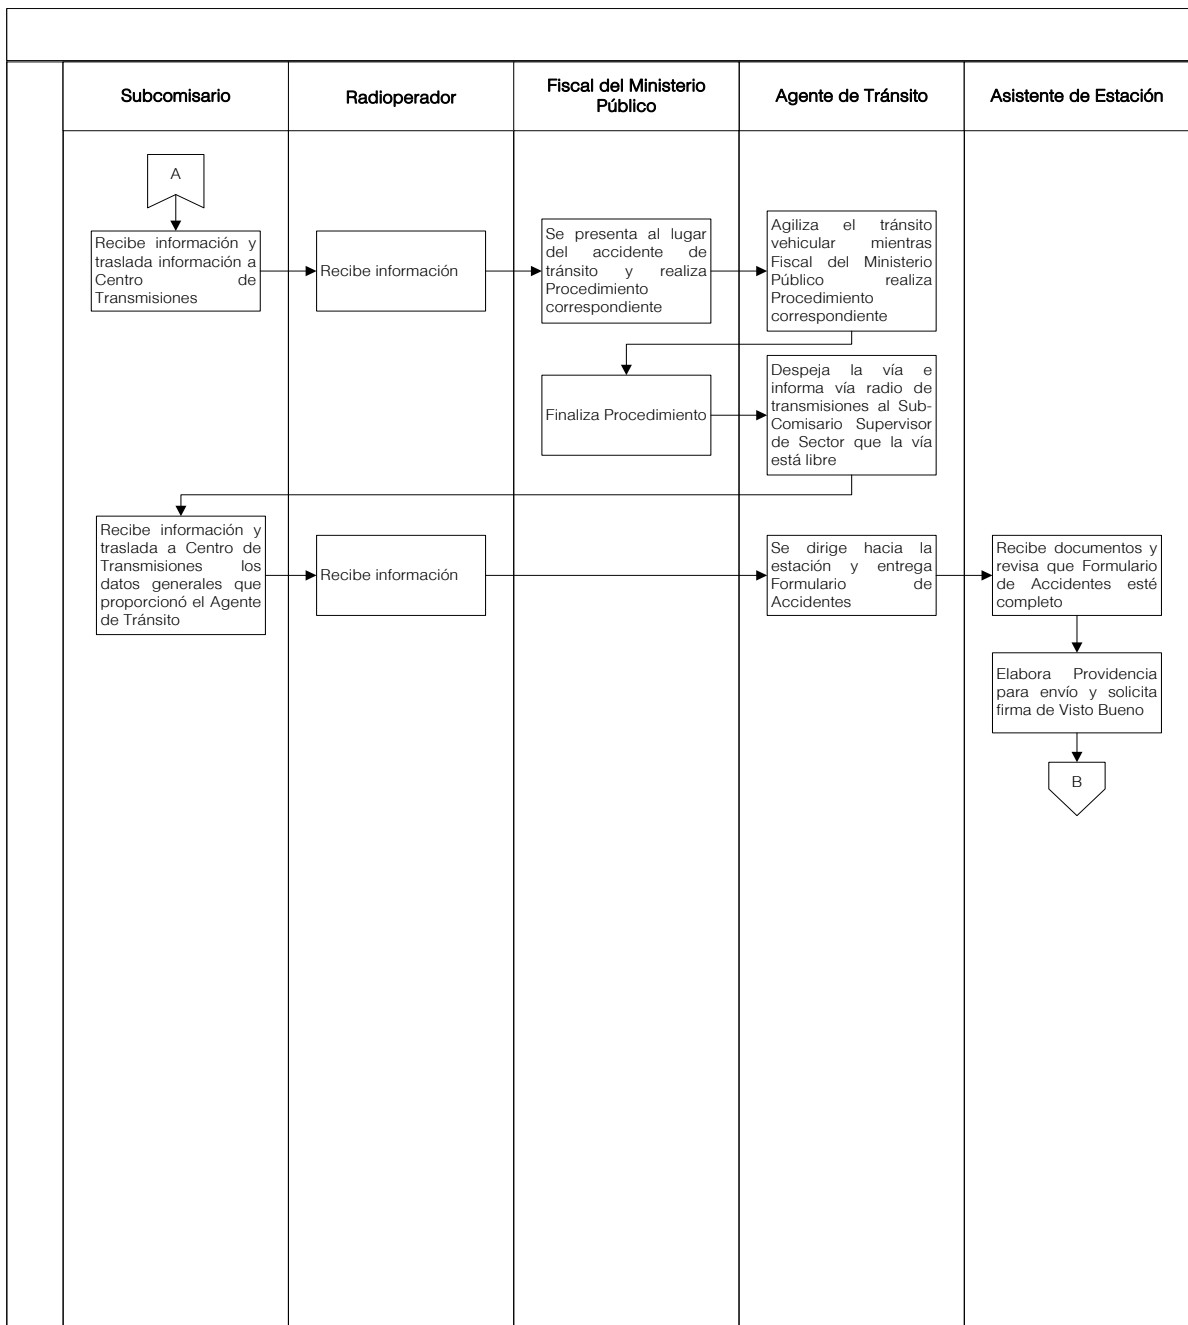 Subcomisario
Radioperador
Fiscal del Ministerio
Público
Agente de Tránsito
Asistente de Estación
A
Recibe información y
traslada información a
Centro de
Transmisiones
Recibe información
Se presenta al lugar
del accidente de
tránsito y realiza
Procedimiento
correspondiente
Agiliza el tránsito
vehicular mientras
Fiscal del Ministerio
Público realiza
Procedimiento
correspondiente
Finaliza Procedimiento
Despeja la vía e
informa vía radio de
transmisiones al Sub-
Comisario Supervisor
de Sector que la vía
está libre
Recibe información y
traslada a Centro de
Transmisiones los
datos generales que
proporcionó el Agente
de Tránsito
Recibe información
Se dirige hacia la
estación y entrega
Formulario de
Accidentes
Recibe documentos y
revisa que Formulario
de Accidentes esté
completo
Elabora Providencia
para envío y solicita
firma de Visto Bueno
B